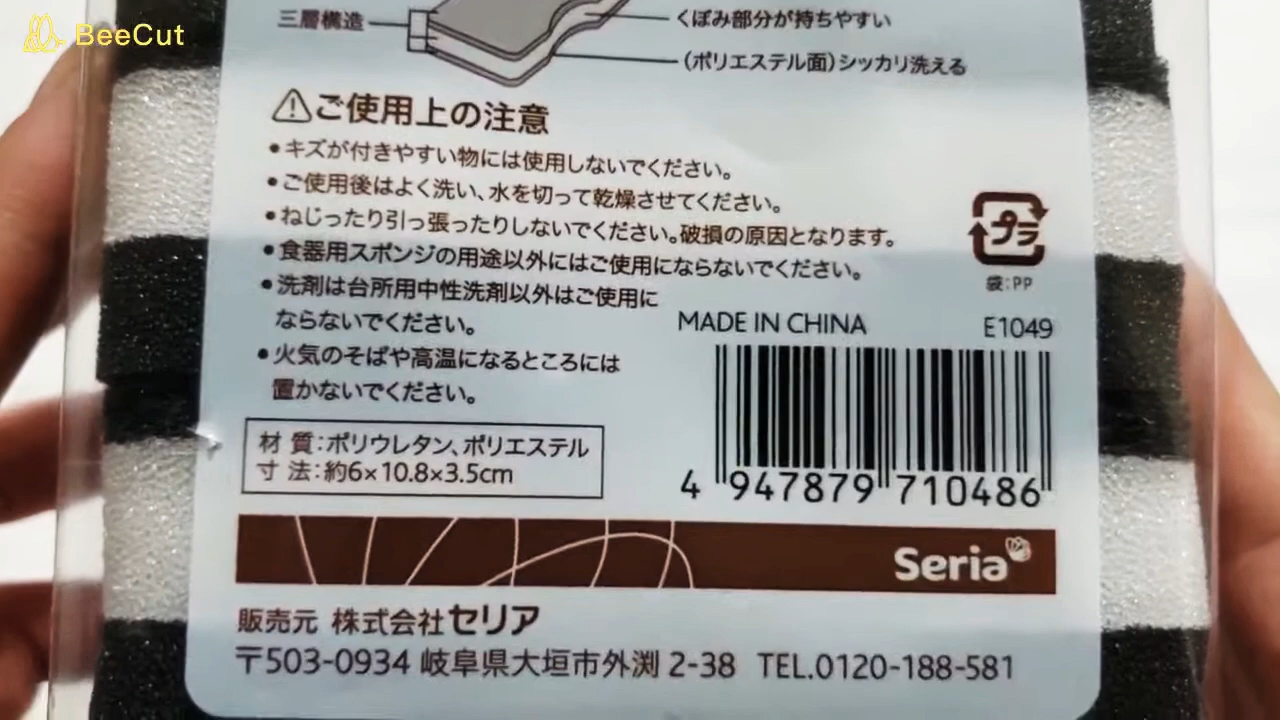 BeeCut
三層構造
くぼみ部分が持ちやすい
(ポリエステル面)シッカリ洗える
ご使用上の注意
•キズが付きやすい物には使用しないでください。
•ご使用後はよく洗い、水を切って乾燥させてください。
•ねじったり引っ張ったりしないでください。破損の原因となります。
•食器用スポンジの用途以外にはご使用にならないでください。
•洗剤は台所用中性洗剤以外はご使用に
ならないでください。
•火気のそばや高温になるところには
置かないでください。
プラ
袋:PP
MADE IN CHINA E1049
4 947879 710486
材 質:ポリウレタン、ポリエステル
寸 法:約6×10.8×3.5cm
Seria
販売元 株式会社セリア
〒503-0934 岐阜県大垣市外渕 2-38 TEL.0120-188-581